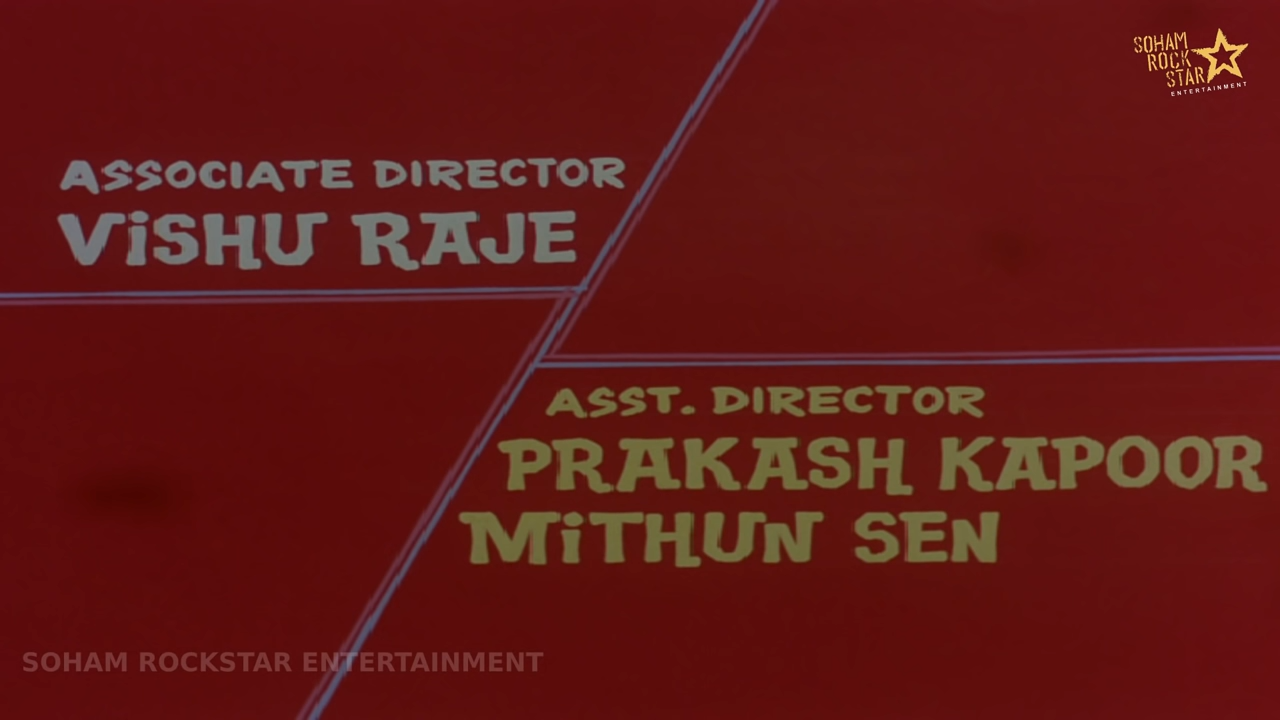 SOHAM
ROCK
STAR
ENTERTAINMENT
ASSOCIATE DIRECTOR
ViSHU RAJE
ASST. DIRECTOR
PRAKASH KAPOOR
MiTHUN SEN
SOHAM ROCKSTAR ENTERTAINMENT